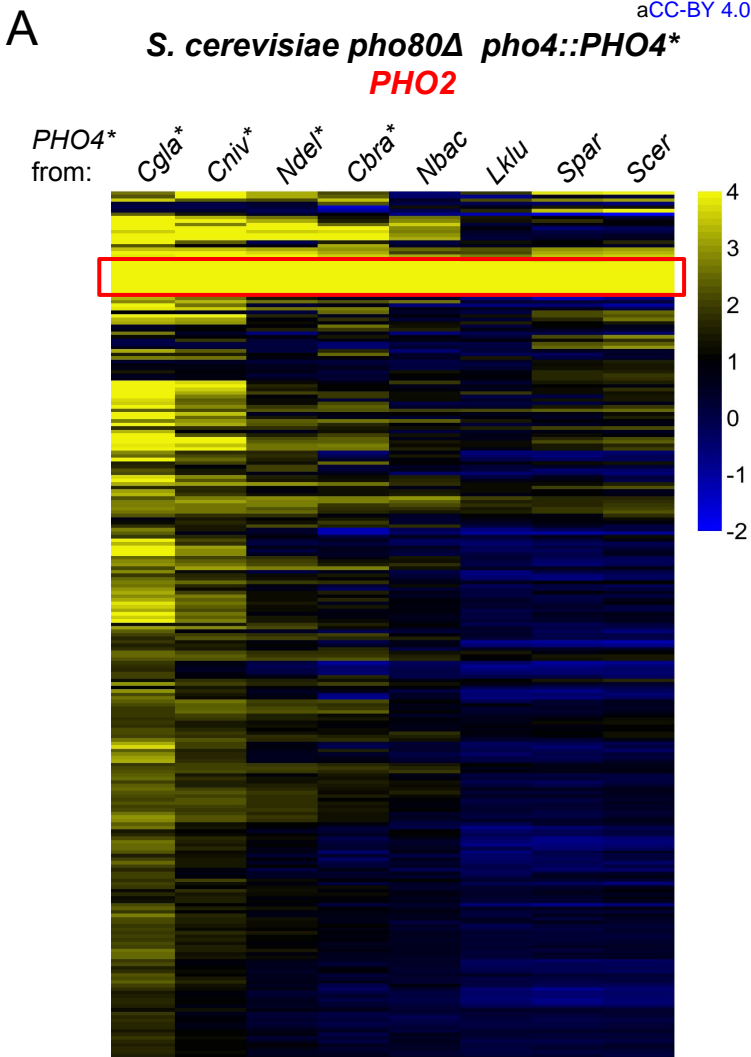 aCC-BY 4.0
A
S. cerevisiae pho80Δ pho4::PHO4*
PHO2
PHO4*
from:
Cgla* Cniv* Ndel* Cbra* Nbac Lklu Spar Scer
4
3
2
1
0
-1
-2